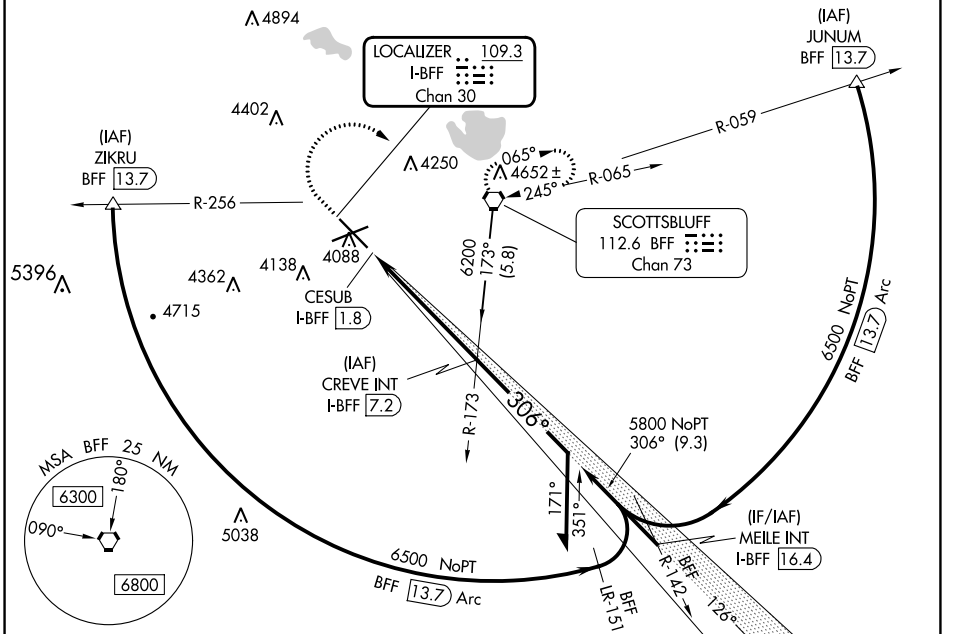 4894
(IAF)
JUNUM
BFF 13.7
LOCALIZER 109.3
I-BFF
Chan 30
4402
4250
R-059
(IAF)
ZIKRU
BFF 13.7
065°
4652±
245°
R-065
R-256
SCOTTSBLUFF
112.6 BFF
Chan 73
4088
6200
173°
(5.8)
5396
4362
4138
CESUB
I-BFF 1.8
4715
6500 NoPT
BFF 13.7 Arc
(IAF)
CREVE INT
I-BFF 7.2
306°
R-173
5800 NoPT
306° (9.3)
MSA BFF 25 NM
180°
6300
090°
6800
5038
171°
351°
(IF/IAF)
MEILE INT
I-BFF 16.4
6500 NoPT
BFF 13.7 Arc
BFF
LR-151
BFF
R-142
126°